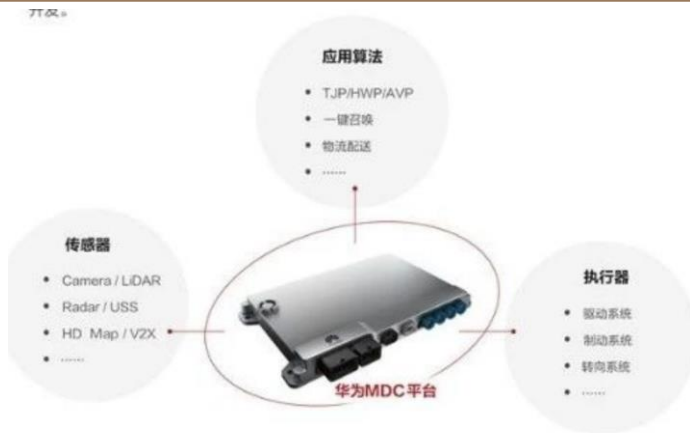 开发。
应用算法
• TJP/HWP/AVP
• 一键召唤
• 物流配送
• ......
传感器
• Camera / LiDAR
• Radar / USS
• HD Map / V2X
• ......
执行器
• 驱动系统
• 制动系统
• 转向系统
• ......
华为MDC平台